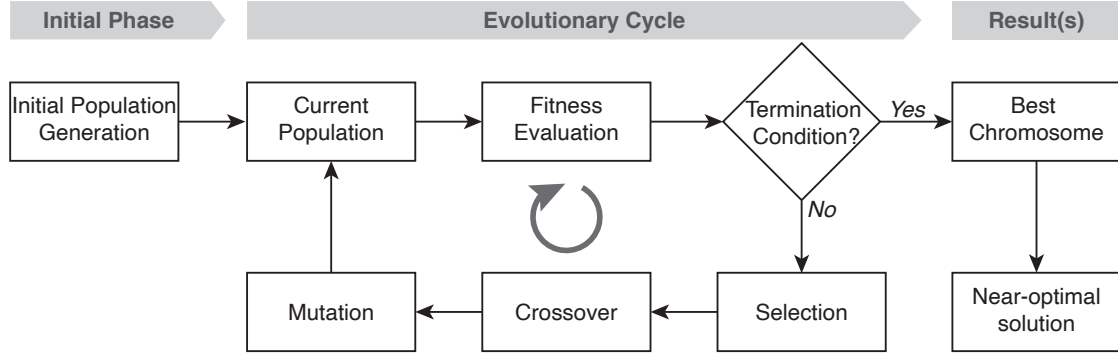 Initial Phase
Evolutionary Cycle
Result(s)
Initial Population
Generation
Current
Population
Fitness
Evaluation
Termination
Condition?
Yes
Best
Chromosome
No
Mutation
Crossover
Selection
Near-optimal
solution